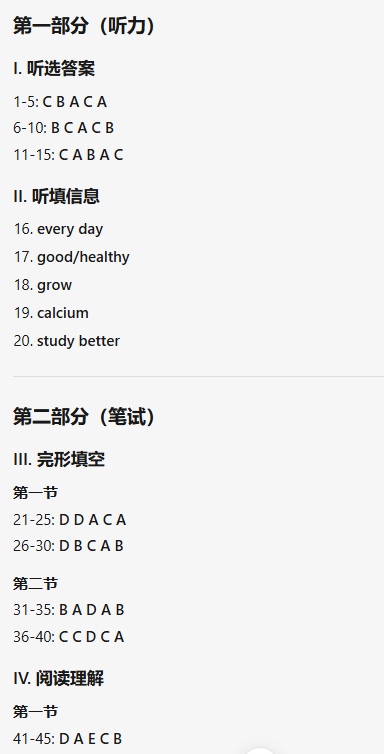 第一部分（听力）
I. 听选答案
1-5: C B A C A
6-10: B C A C B
11-15: C A B A C
II. 听填信息
16. every day
17. good/healthy
18. grow
19. calcium
20. study better
第二部分（笔试）
III. 完形填空
第一节
21-25: D D A C A
26-30: D B C A B
第二节
31-35: B A D A B
36-40: C C D C A
IV. 阅读理解
第一节
41-45: D A E C B